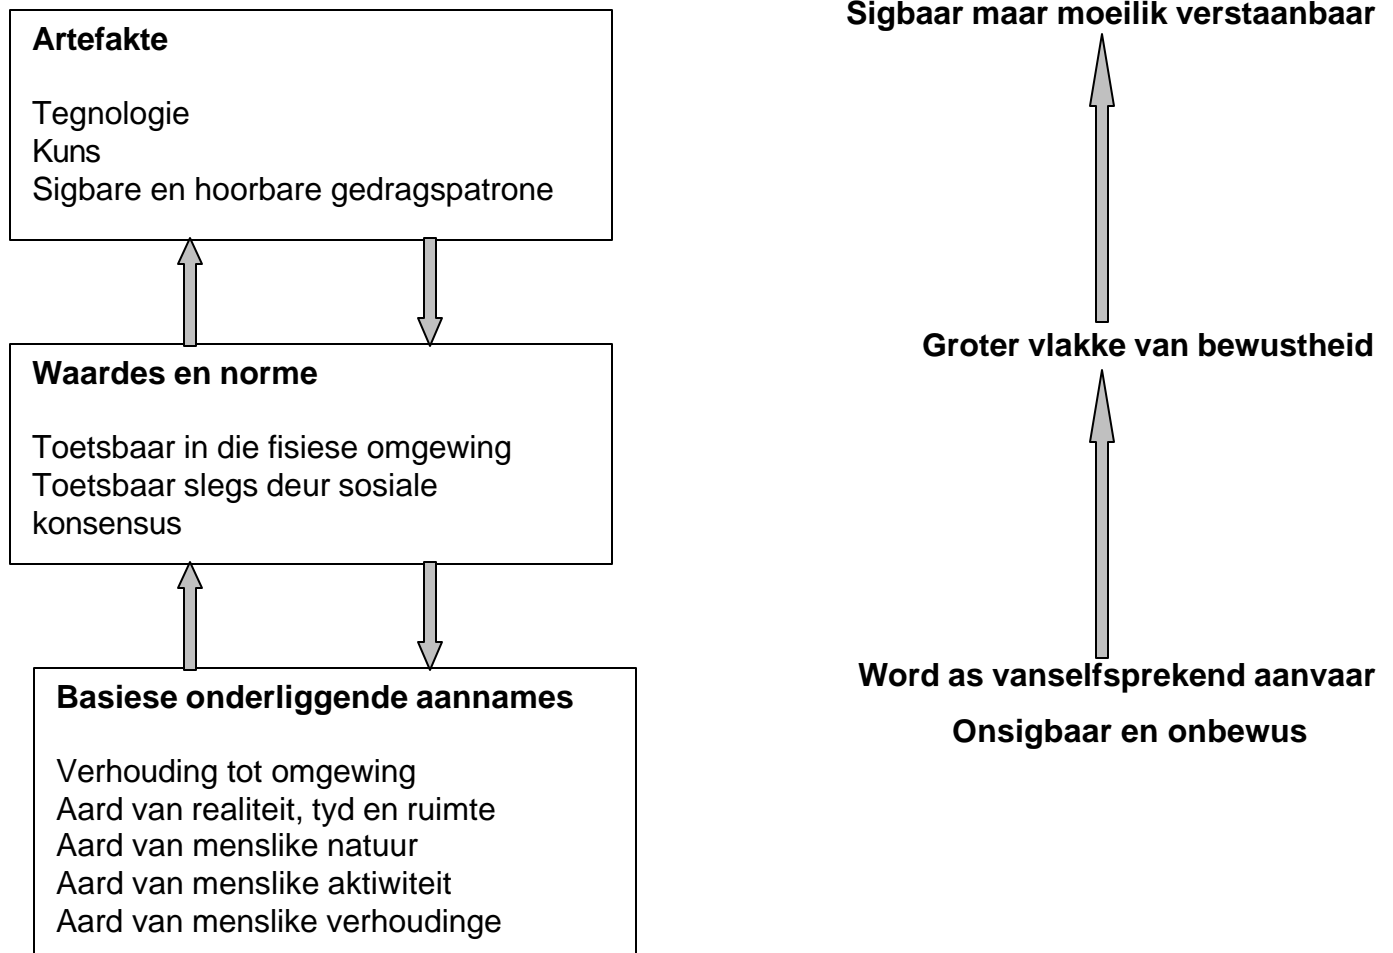 Artefakte
Tegnologie
Kuns
Sigbare en hoorbare gedragspatrone
Waardes en norme
Toetsbaar in die fisiese omgewing
Toetsbaar slegs deur sosiale
konsensus
Basiese onderliggende aannames
Verhouding tot omgewing
Aard van realiteit, tyd en ruimte
Aard van menslike natuur
Aard van menslike aktiwiteit
Aard van menslike verhoudinge
Sigbaar maar moeilik verstaanbaar
Groter vlakke van bewustheid
Word as vanselfsprekend aanvaar
Onsigbaar en onbewus